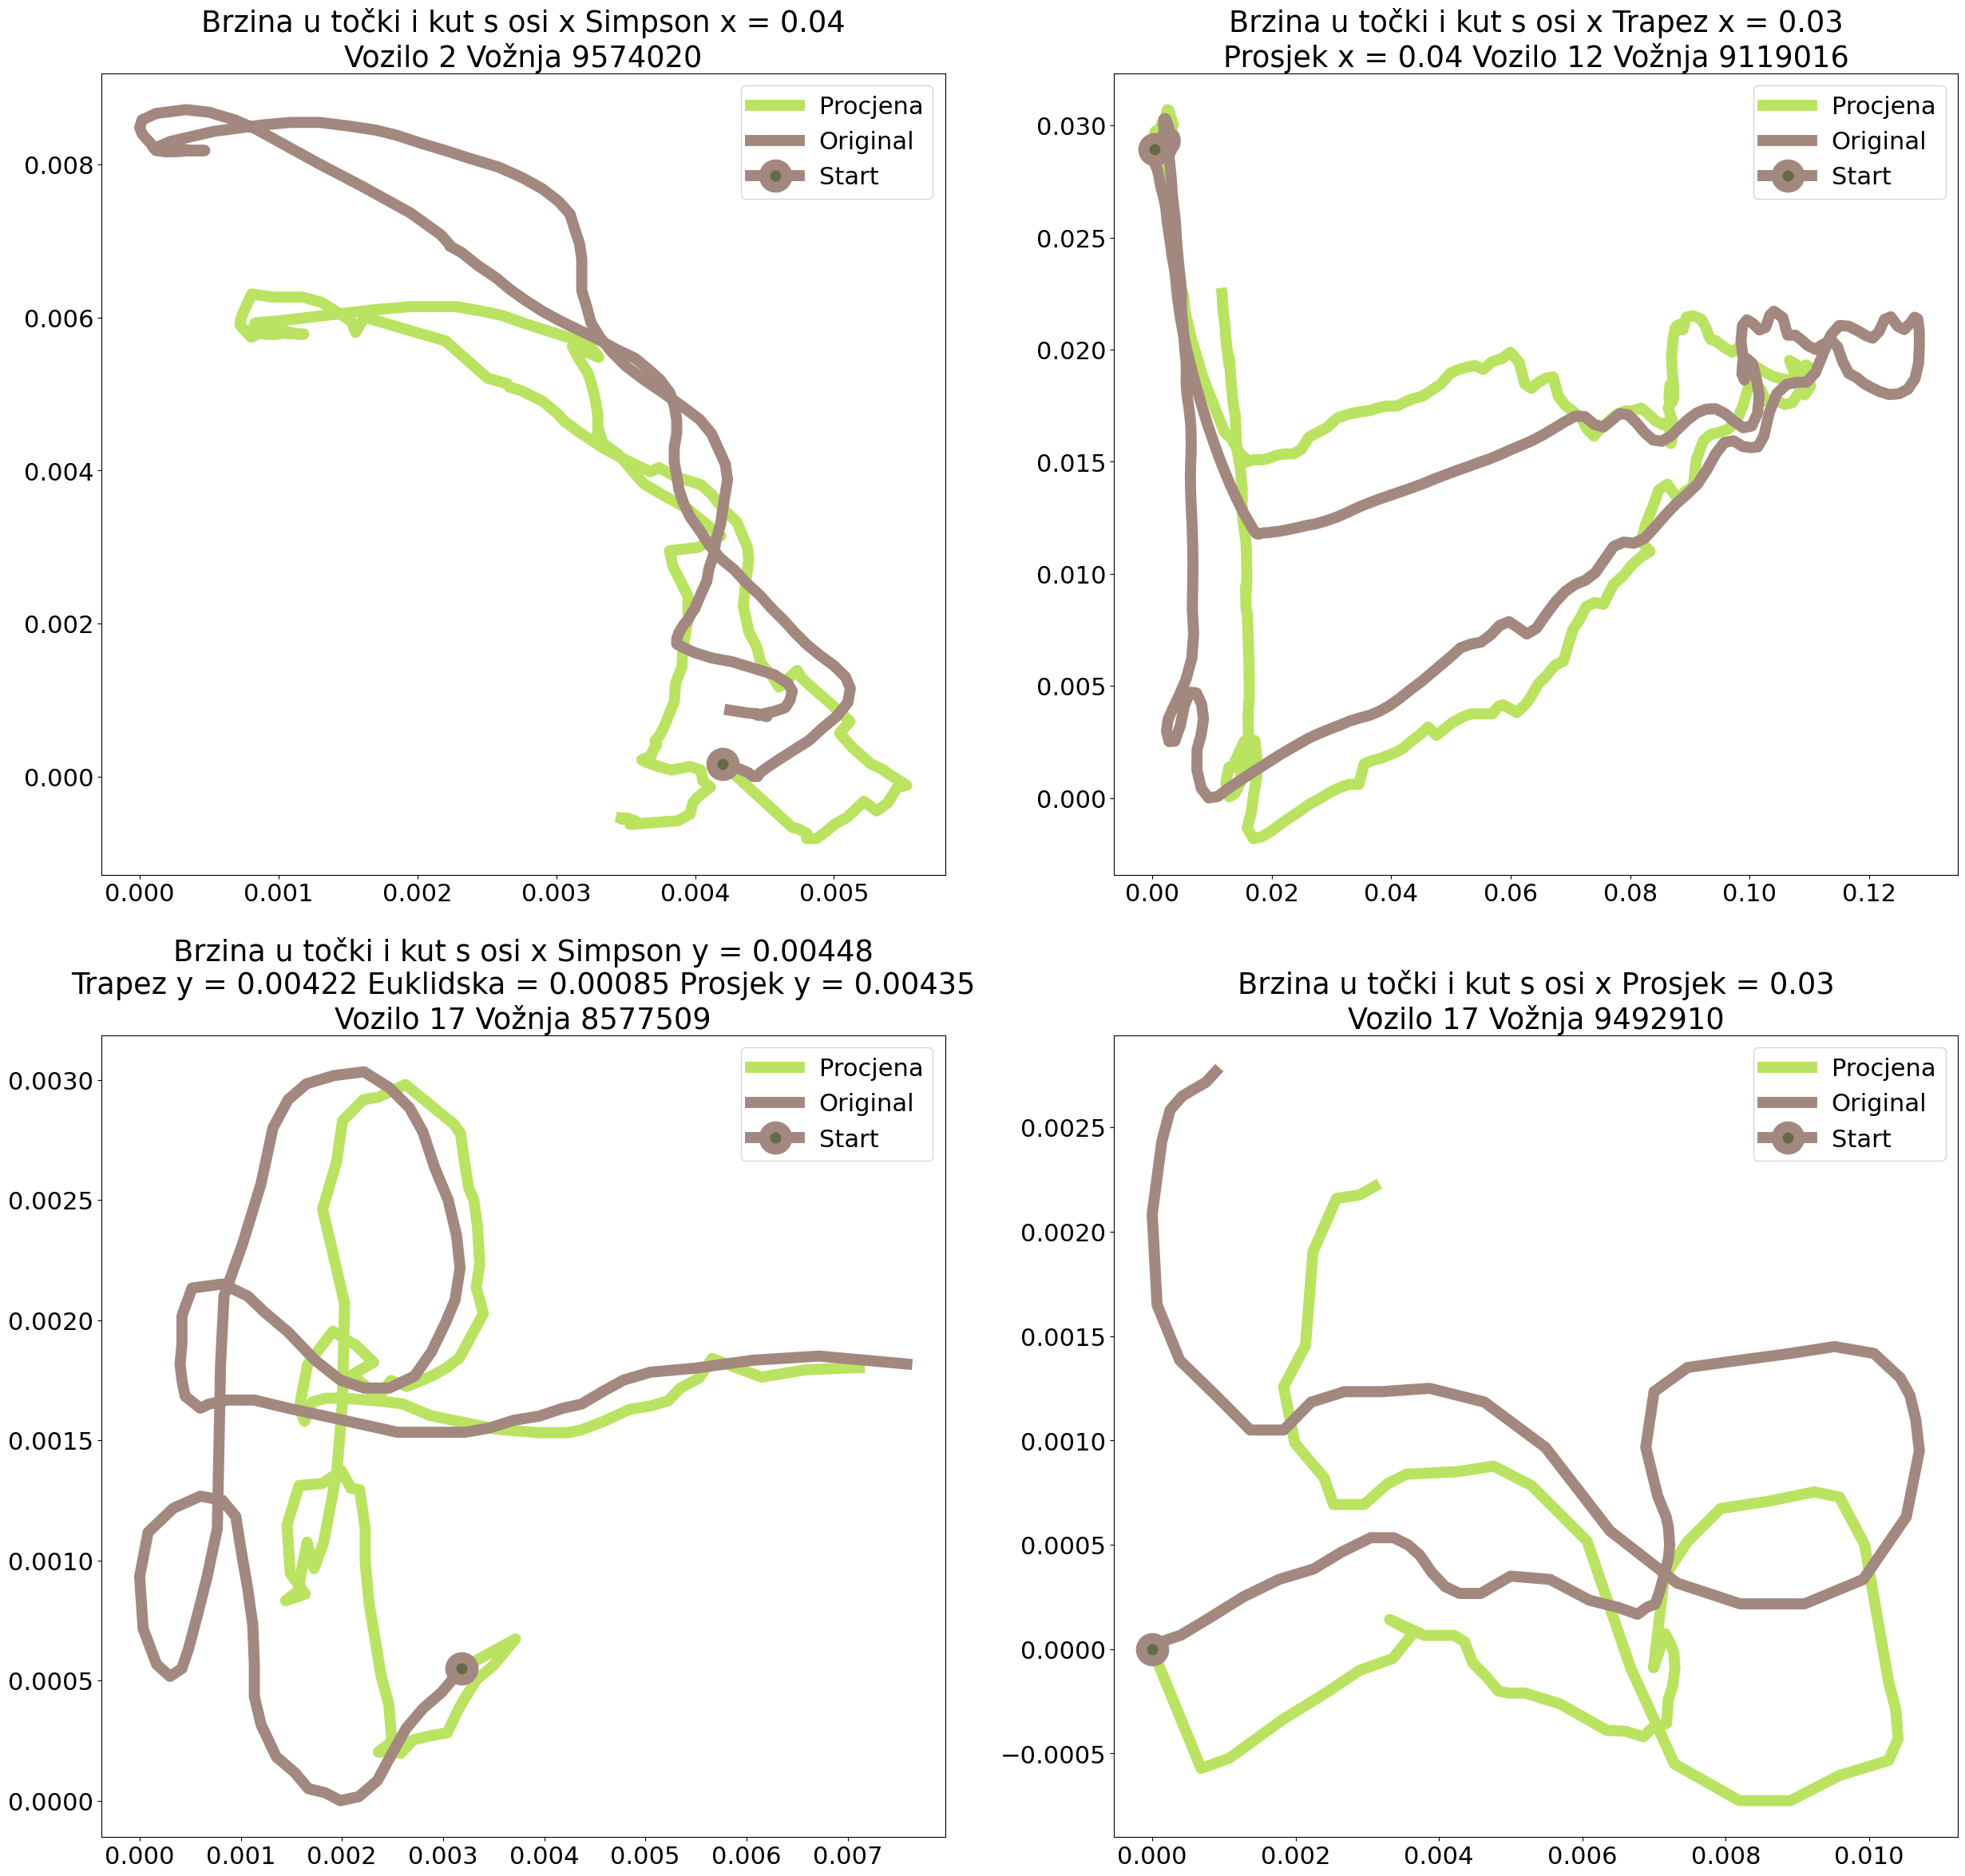 Brzina u točki i kut s osi x Simpson x = 0.04
Vozilo 2 Vožnja 9574020
Procjena
Original
Start
0.008
0.006
0.004
0.002
0.000
0.000 0.001 0.002 0.003 0.004 0.005
Brzina u točki i kut s osi x Trapez x = 0.03
Prosjek x = 0.04 Vozilo 12 Vožnja 9119016
Procjena
Original
Start
0.030
0.025
0.020
0.015
0.010
0.005
0.000
0.00 0.02 0.04 0.06 0.08 0.10 0.12
Brzina u točki i kut s osi x Simpson y = 0.00448
Trapez y = 0.00422 Euklidska = 0.00085 Prosjek y = 0.00435
Vozilo 17 Vožnja 8577509
Procjena
Original
Start
0.0030
0.0025
0.0020
0.0015
0.0010
0.0005
0.0000
0.000 0.001 0.002 0.003 0.004 0.005 0.006 0.007
Brzina u točki i kut s osi x Prosjek = 0.03
Vozilo 17 Vožnja 9492910
Procjena
Original
Start
0.0025
0.0020
0.0015
0.0010
0.0005
0.0000
−0.0005
0.000 0.002 0.004 0.006 0.008 0.010